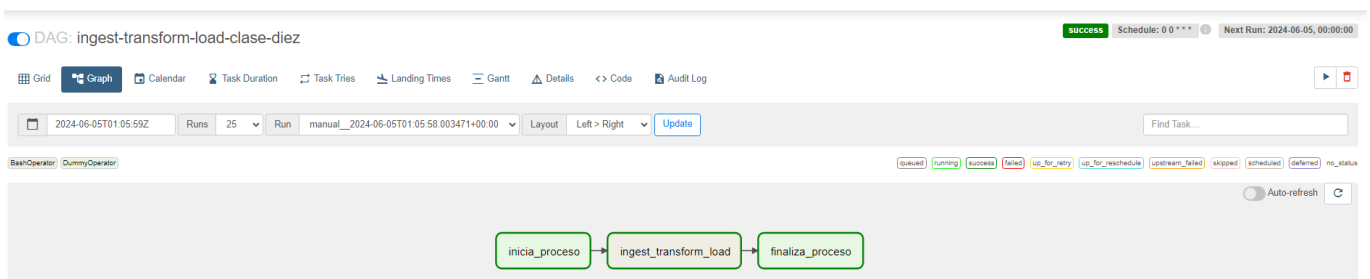 DAG: ingest-transform-load-clase-diez success Schedule: 0 0 * * * Next Run: 2024-06-05, 00:00:00
Grid Graph Calendar Task Duration Task Tries Landing Times Gantt Details <> Code Audit Log
2024-06-05T01:05:59Z Runs 25 Run manual__2024-06-05T01:05:58.003471+00:00 Layout Left > Right Update Find Task...
BashOperator DummyOperator queued running success failed up_for_retry up_for_reschedule upstream_failed skipped scheduled deferred no_status
Auto-refresh
inicia_proceso ingest_transform_load finaliza_proceso